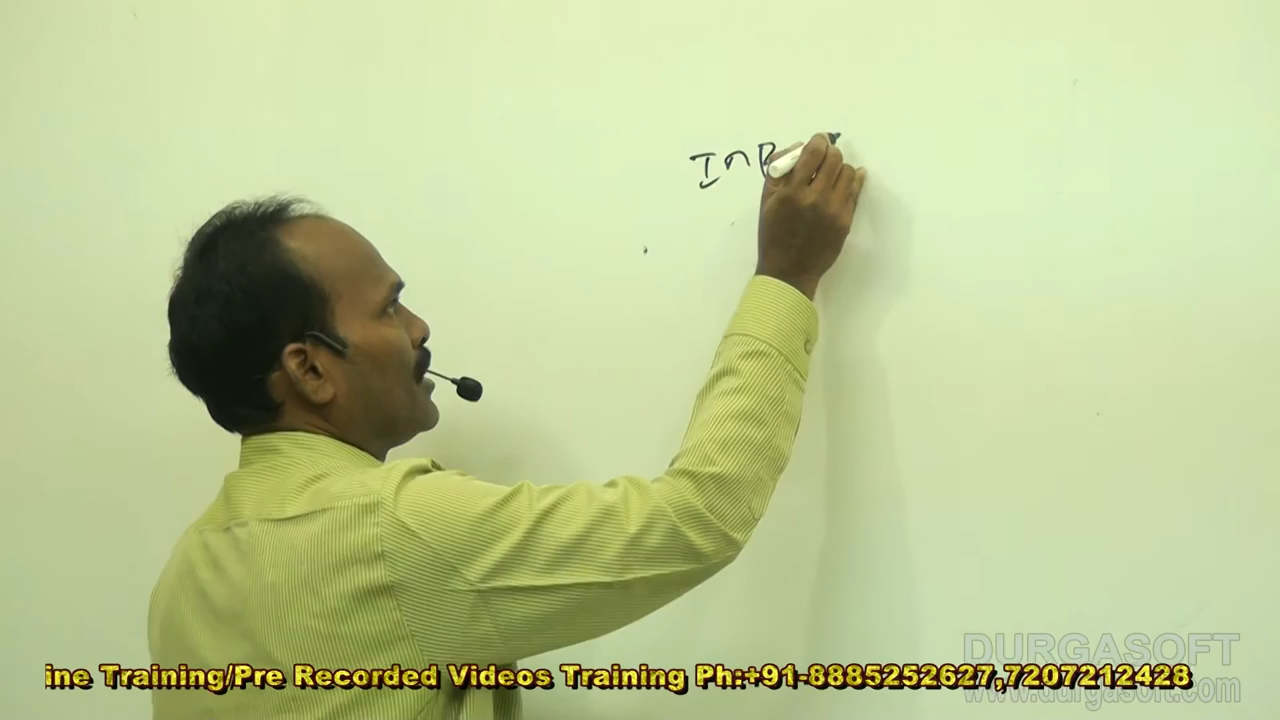 DURGASOFT
www.durgasoft.com
ine Training/Pre Recorded Videos Training Ph:+91-8885252627,7207212428